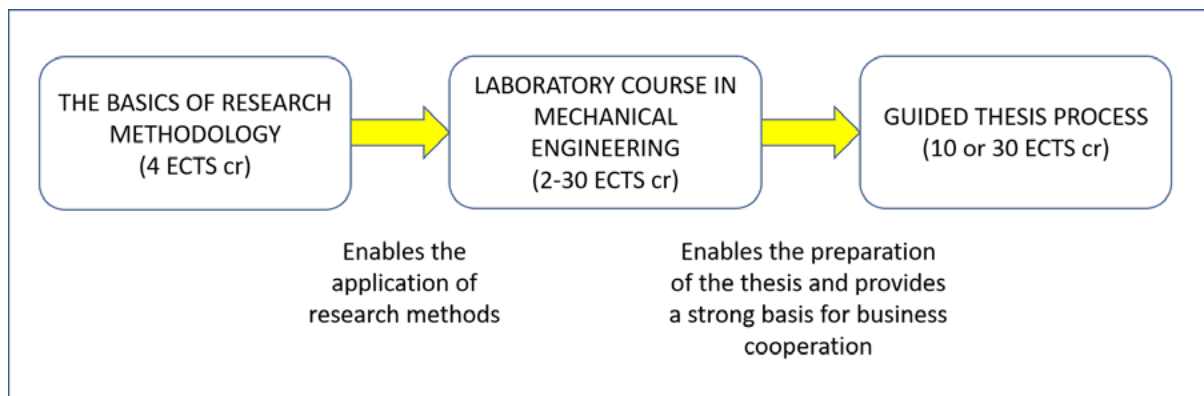 THE BASICS OF RESEARCH
METHODOLOGY
(4 ECTS cr)
LABORATORY COURSE IN
MECHANICAL
ENGINEERING
(2-30 ECTS cr)
GUIDED THESIS PROCESS
(10 or 30 ECTS cr)
Enables the
application of
research methods
Enables the preparation
of the thesis and provides
a strong basis for business
cooperation